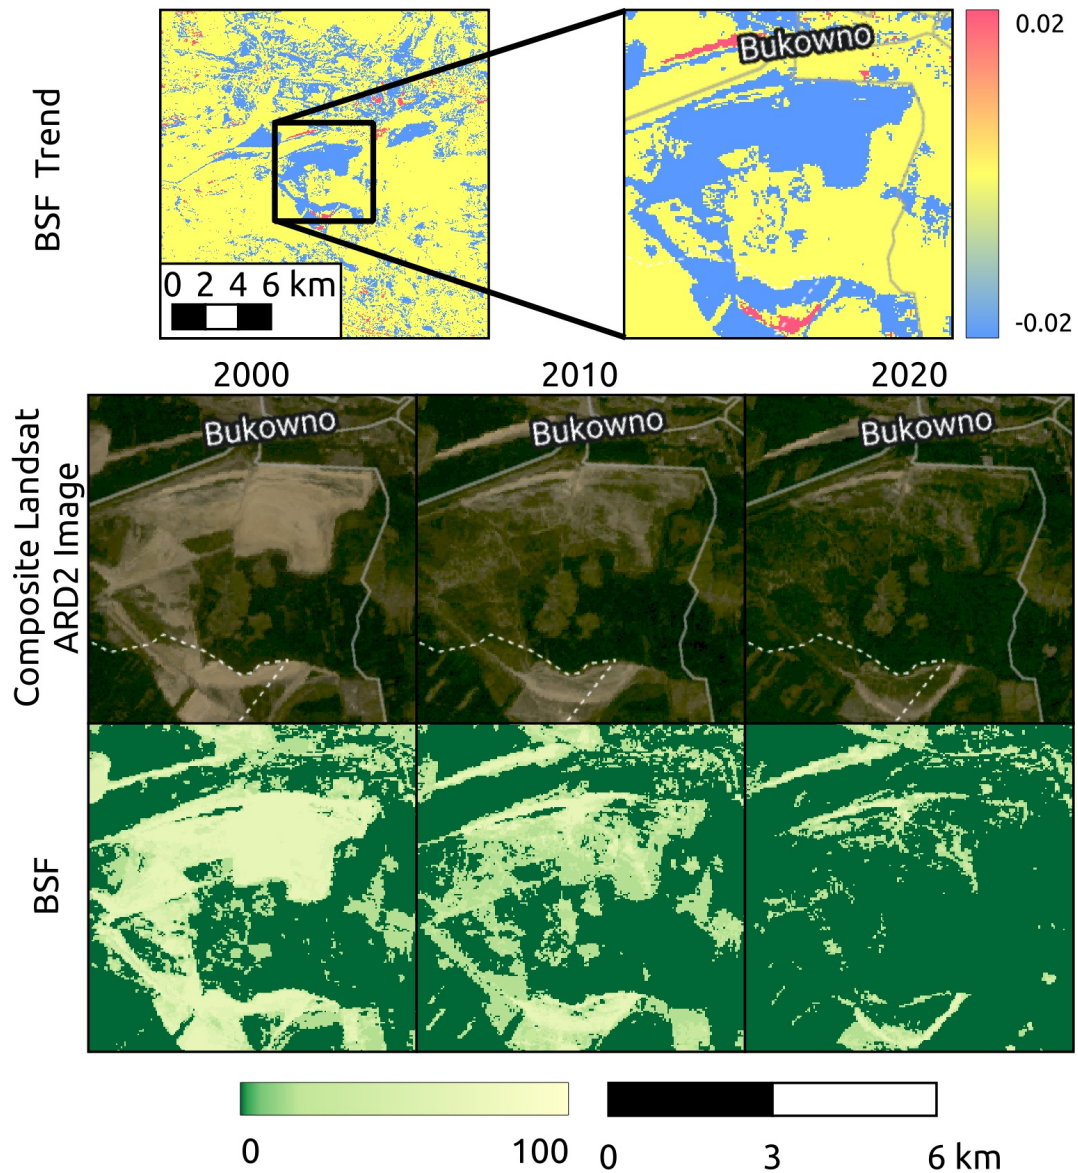 BSF Trend
Bukowno
0.02
-0.02
0 2 4 6 km
2000 2010 2020
Composite Landsat
ARD2 Image
Bukowno Bukowno Bukowno
BSF
0 100
0 3 6 km